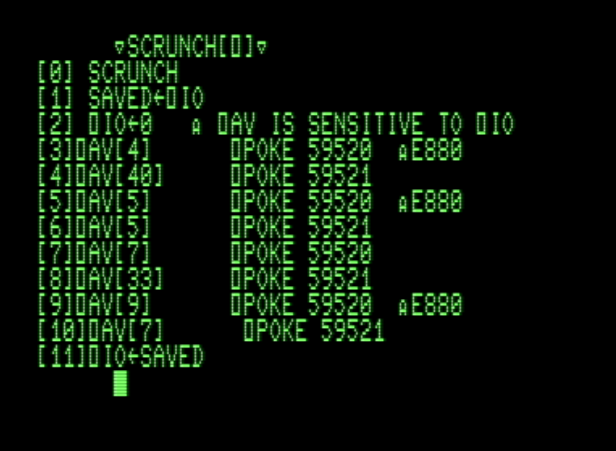 ∇SCRUNCH[⎕]∇
[0] SCRUNCH
[1] SAVED←⎕IO
[2] ⎕IO←0 ⍝ ⎕AV IS SENSITIVE TO ⎕IO
[3]⎕AV[4] ⎕POKE 59520 ⍝E880
[4]⎕AV[40] ⎕POKE 59521
[5]⎕AV[5] ⎕POKE 59520 ⍝E880
[6]⎕AV[5] ⎕POKE 59521
[7]⎕AV[7] ⎕POKE 59520
[8]⎕AV[33] ⎕POKE 59521
[9]⎕AV[9] ⎕POKE 59520 ⍝E880
[10]⎕AV[7] ⎕POKE 59521
[11]⎕IO←SAVED